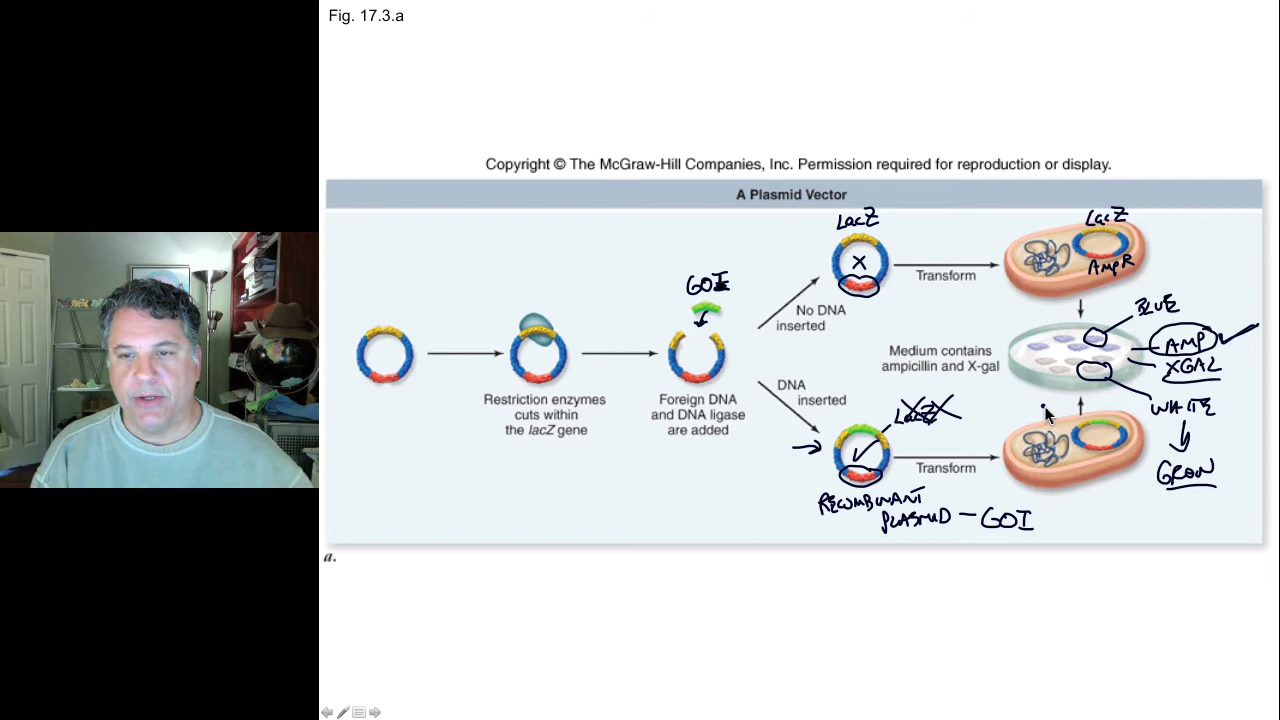 Fig. 17.3.a
Copyright © The McGraw-Hill Companies, Inc. Permission required for reproduction or display.
A Plasmid Vector
LacZ
X
No DNA
inserted
Transform
LacZ
AMPR
GOI
Restriction enzymes
cuts within
the lacZ gene
Foreign DNA
and DNA ligase
are added
DNA
inserted
LacZ
RECOMBINANT
PLASMID - GOI
Transform
Medium contains
ampicillin and X-gal
BLUE
AMP
XGAL
WHITE
GROW
a.